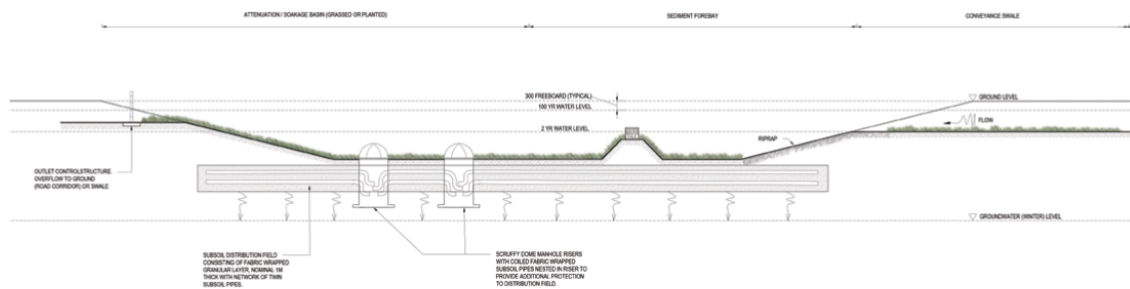 ATTENUATION / SOAKAGE BASIN (GRASSED OR PLANTED)
SEDIMENT FOREBAY
CONVEYANCE SWALE
300 FREEBOARD (TYPICAL)
100 YR WATER LEVEL
GROUND LEVEL
FLOW
2 YR WATER LEVEL
RIPRAP
OUTLET CONTROL STRUCTURE.
OVERFLOW TO GROUND
(ROAD CORRIDOR) OR SWALE
GROUNDWATER (WINTER) LEVEL
SUBSOIL DISTRIBUTION FIELD
CONSISTING OF FABRIC WRAPPED
GRANULAR LAYER, NOMINAL 1M
THICK WITH NETWORK OF TWIN
SUBSOIL PIPES.
SCRUFFY DOME MANHOLE RISERS
WITH COILED FABRIC WRAPPED
SUBSOIL PIPES NESTED IN RISER TO
PROVIDE ADDITIONAL PROTECTION
TO DISTRIBUTION FIELD.